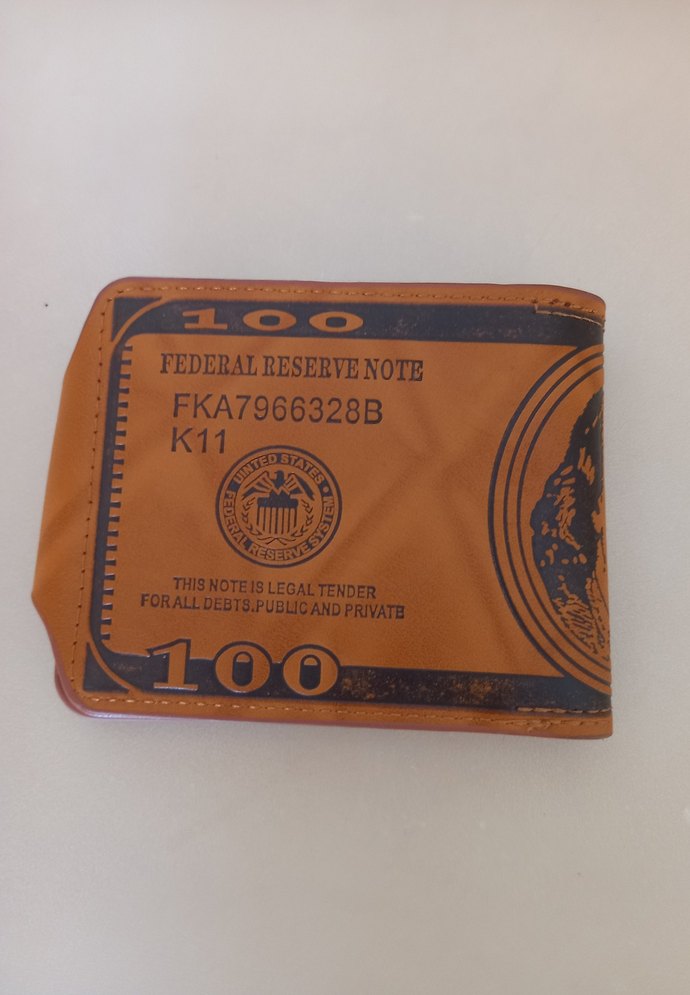 100
FEDERAL RESERVE NOTE
FKA7966328B
K11
UNITED STATES
FEDERAL RESERVE SYSTEM
THIS NOTE IS LEGAL TENDER
FOR ALL DEBTS.PUBLIC AND PRIVATE
100